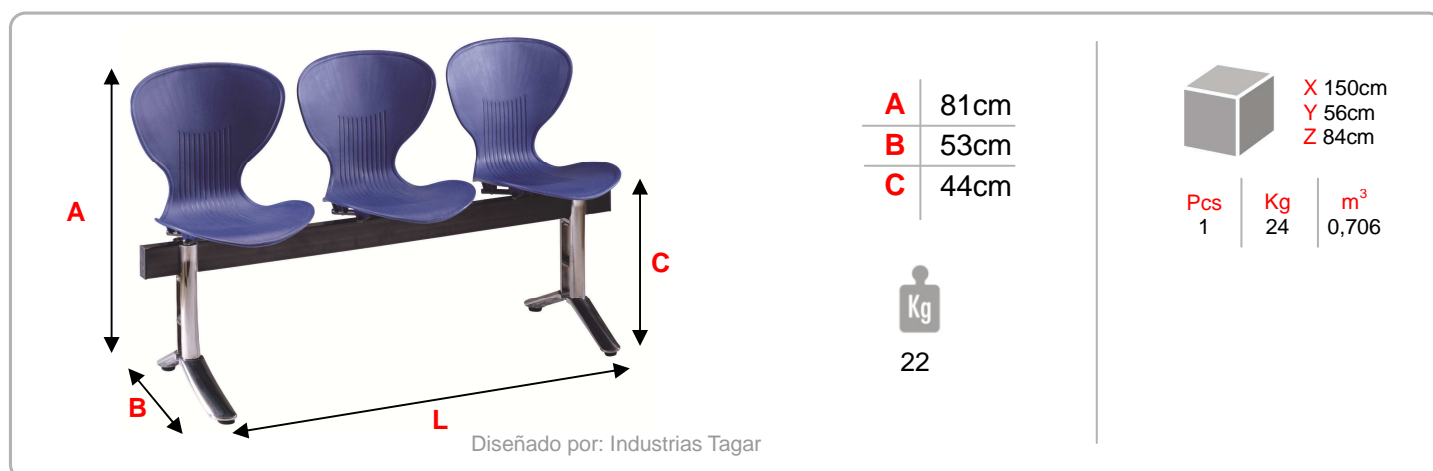 A
B
C
L
Diseñado por: Industrias Tagar
A 81cm
B 53cm
C 44cm
Kg
22
X 150cm
Y 56cm
Z 84cm
Pcs Kg m³
1 24 0,706